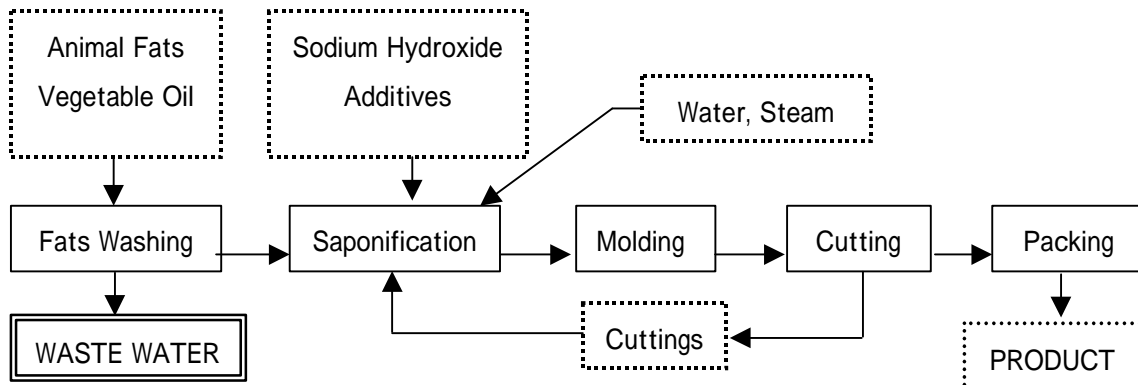 Animal Fats
Vegetable Oil
Sodium Hydroxide
Additives
Water, Steam
Fats Washing
Saponification
Molding
Cutting
Packing
WASTE WATER
Cuttings
PRODUCT